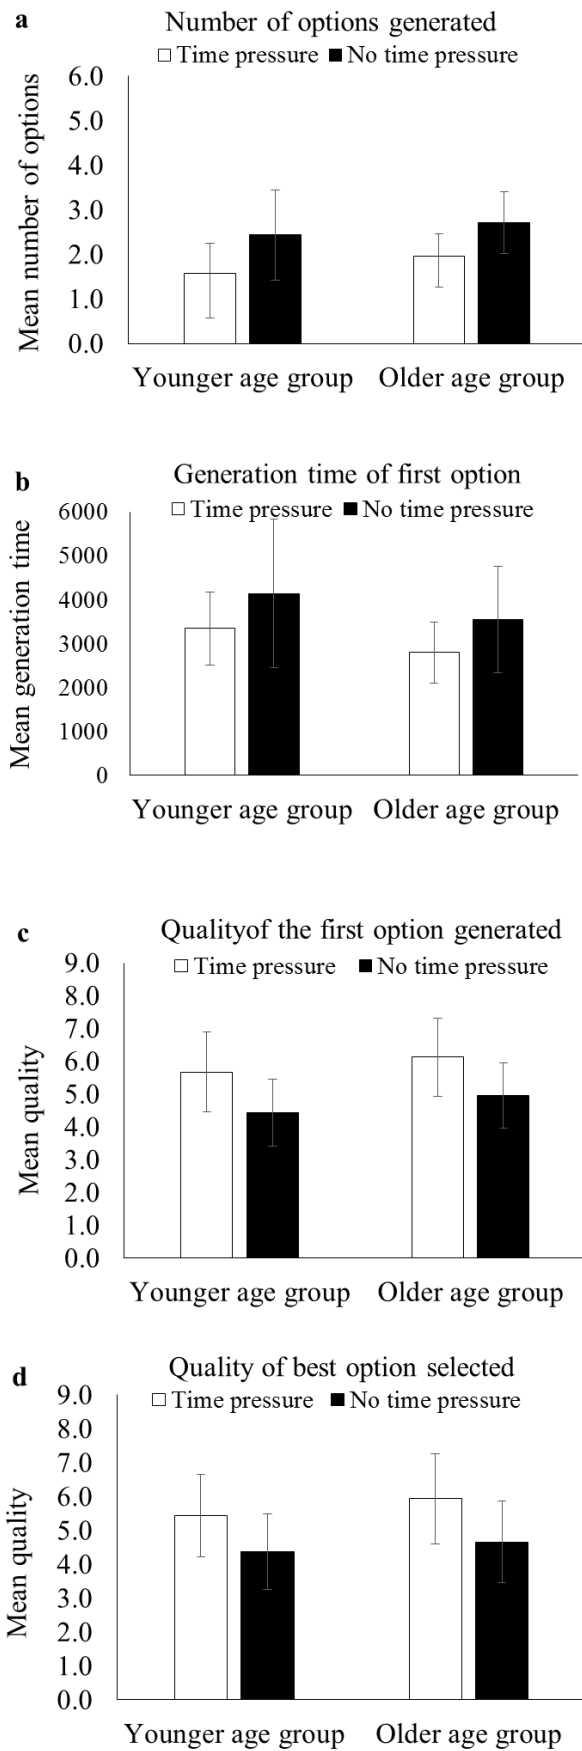 a
Number of options generated
Time pressure No time pressure
Mean number of options
6.0
5.0
4.0
3.0
2.0
1.0
0.0
Younger age group Older age group
b
Generation time of first option
Time pressure No time pressure
Mean generation time
6000
5000
4000
3000
2000
1000
0
Younger age group Older age group
c
Qualityof the first option generated
Time pressure No time pressure
Mean quality
9.0
8.0
7.0
6.0
5.0
4.0
3.0
2.0
1.0
0.0
Younger age group Older age group
d
Quality of best option selected
Time pressure No time pressure
Mean quality
9.0
8.0
7.0
6.0
5.0
4.0
3.0
2.0
1.0
0.0
Younger age group Older age group